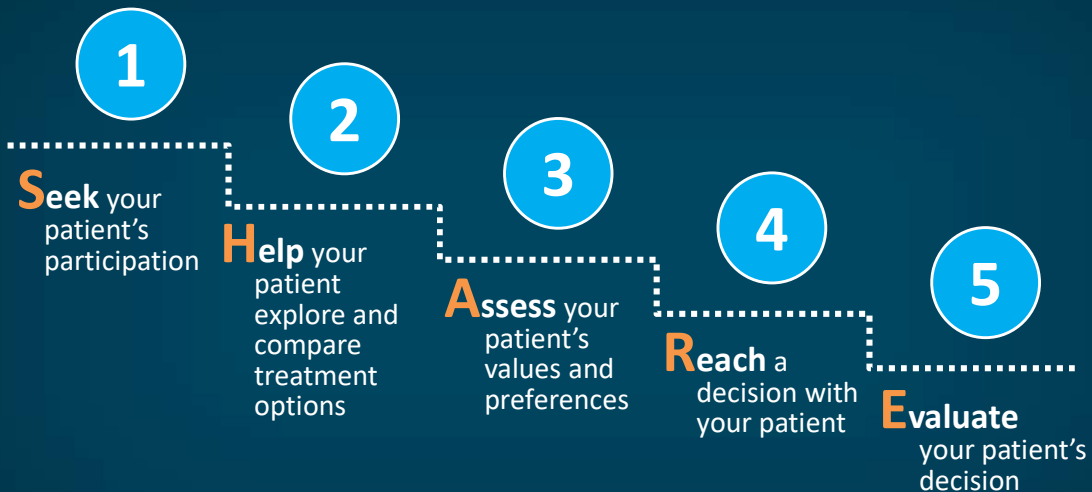 1
Seek your
patient's
participation
2
Help your
patient
explore and
compare
treatment
options
3
Assess your
patient's
values and
preferences
4
Reach a
decision with
your patient
5
Evaluate
your patient's
decision